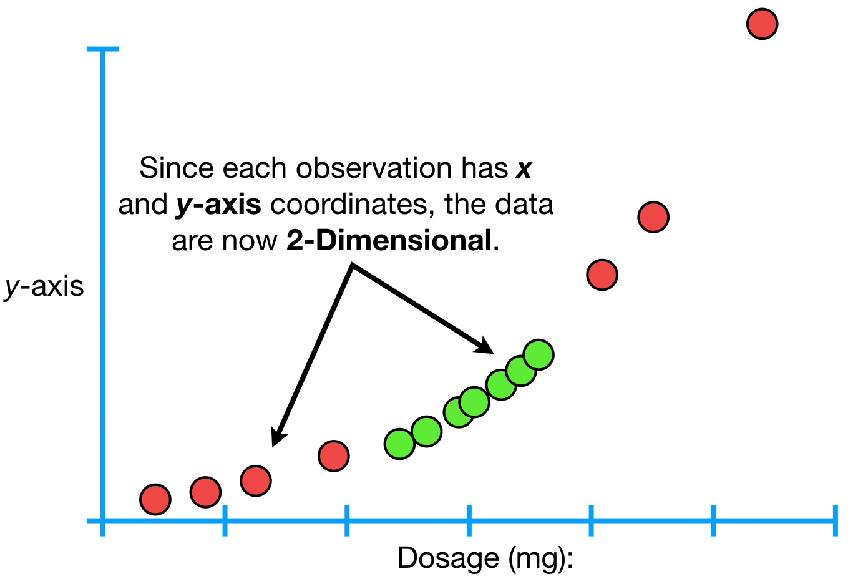 Since each observation has x
and y-axis coordinates, the data
are now 2-Dimensional.
y-axis
Dosage (mg):